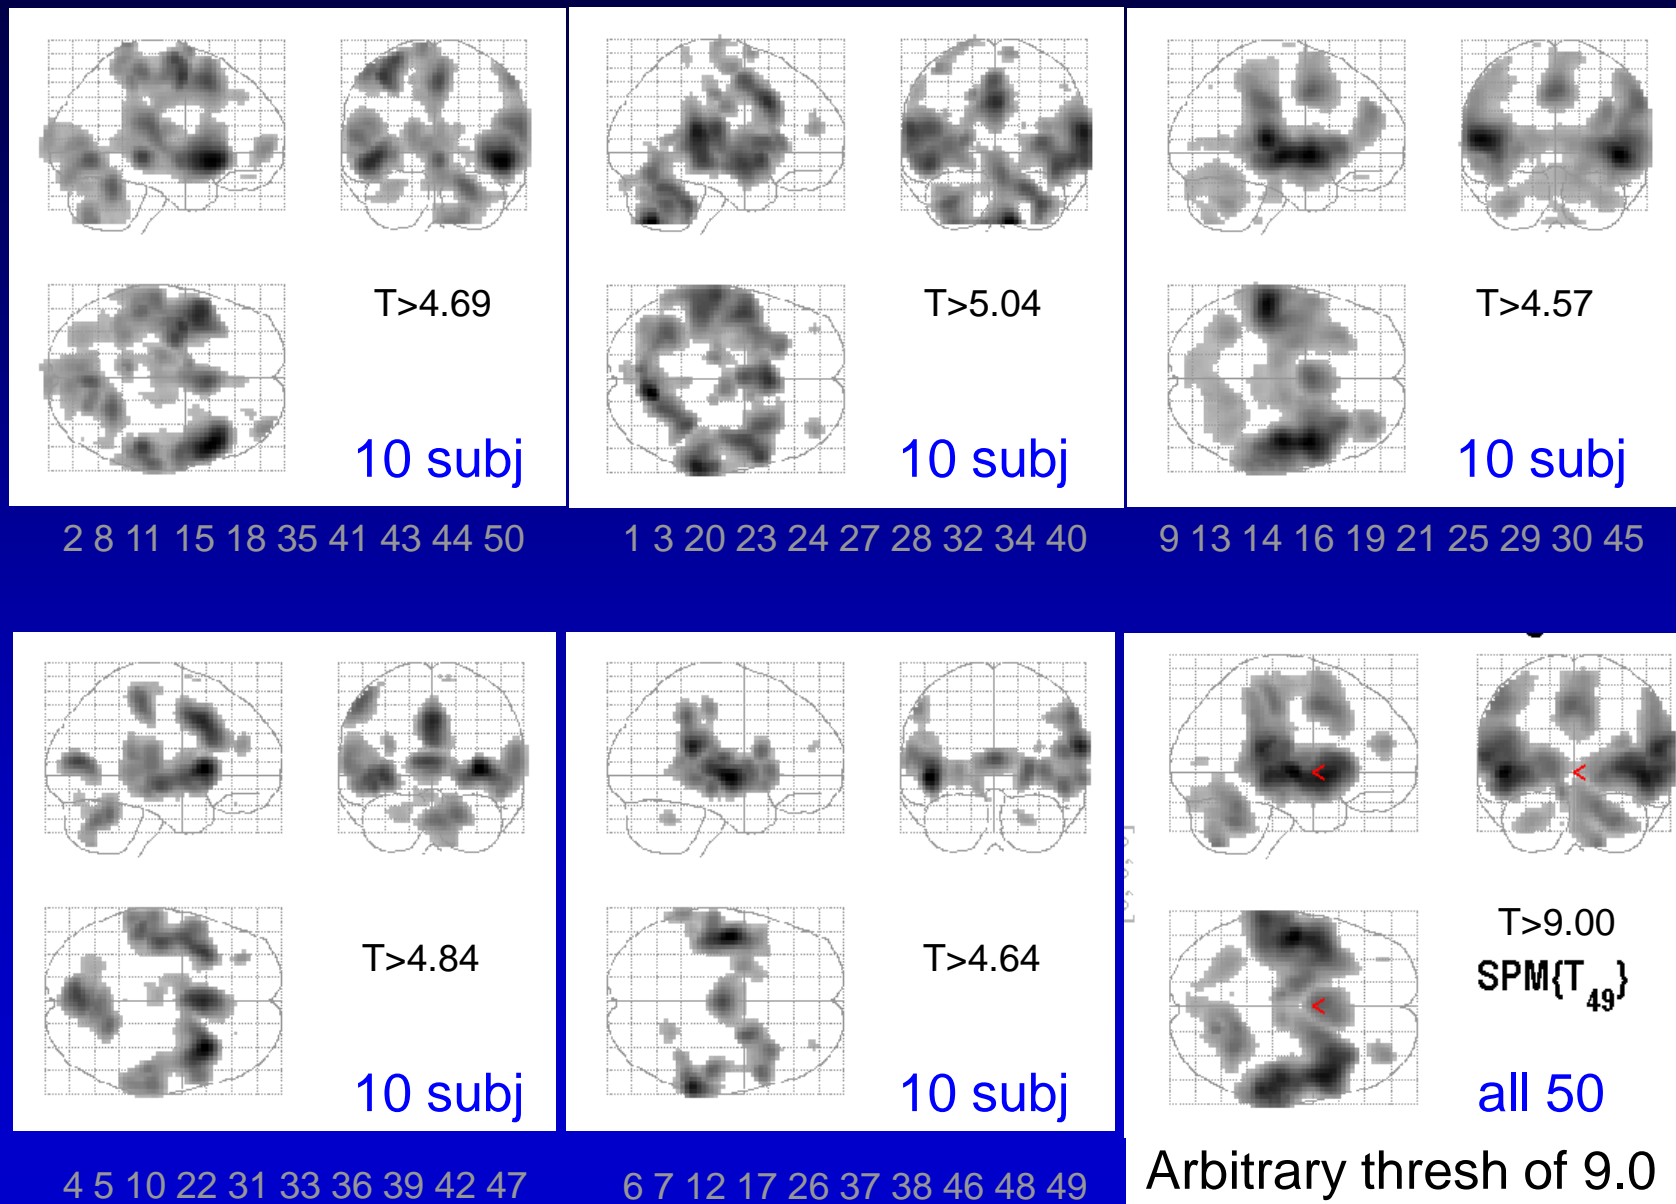 T>4.69
10 subj
T>5.04
10 subj
T>4.57
10 subj
2 8 11 15 18 35 41 43 44 50
1 3 20 23 24 27 28 32 34 40
9 13 14 16 19 21 25 29 30 45
T>4.84
10 subj
T>4.64
10 subj
<
<
<
T>9.00
SPM{T49}
all 50
4 5 10 22 31 33 36 39 42 47
6 7 12 17 26 37 38 46 48 49
Arbitrary thresh of 9.0